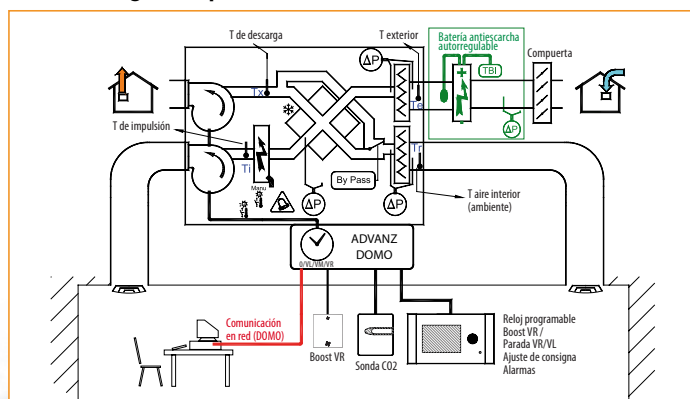 T de descarga
T exterior
Batería antiescarcha
autorregulable
Compuerta
ΔP
TBI
+
-
Tx
Te
ΔP
T de impulsión
Ti
Tr
Manu
By Pass
ΔP
ΔP
T aire interior
(ambiente)
ADVANZ
DOMO
0/VL/VM/VR
Comunicación
en red (DOMO)
Boost VR
Sonda CO2
Reloj programable
Boost VR /
Parada VR/VL
Ajuste de consigna
Alarmas